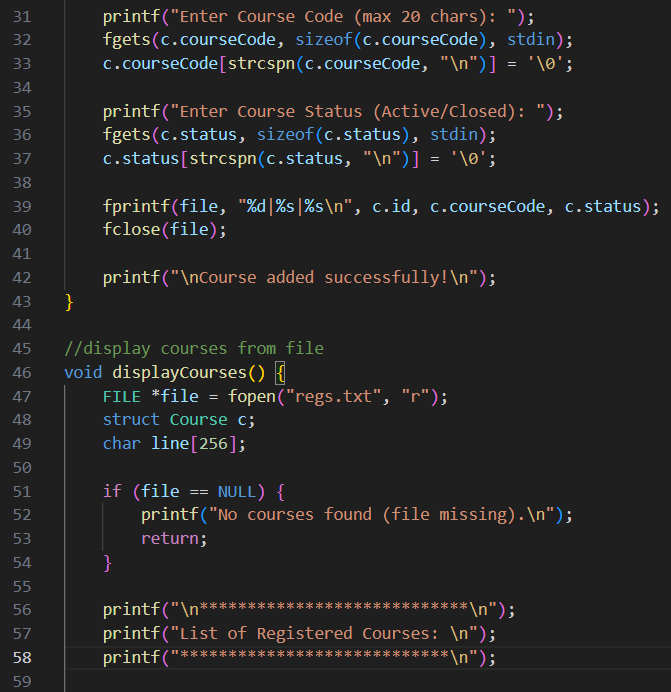 31 printf("Enter Course Code (max 20 chars): ");
32 fgets(c.courseCode, sizeof(c.courseCode), stdin);
33 c.courseCode[strcspn(c.courseCode, "\n")] = '\0';
34
35 printf("Enter Course Status (Active/Closed): ");
36 fgets(c.status, sizeof(c.status), stdin);
37 c.status[strcspn(c.status, "\n")] = '\0';
38
39 fprintf(file, "%d|%s|%s\n", c.id, c.courseCode, c.status);
40 fclose(file);
41
42 printf("\nCourse added successfully!\n");
43 }
44
45 //display courses from file
46 void displayCourses() {
47 FILE *file = fopen("regs.txt", "r");
48 struct Course c;
49 char line[256];
50
51 if (file == NULL) {
52 printf("No courses found (file missing).\n");
53 return;
54 }
55
56 printf("\n****************************\n");
57 printf("List of Registered Courses: \n");
58 printf("****************************\n");
59